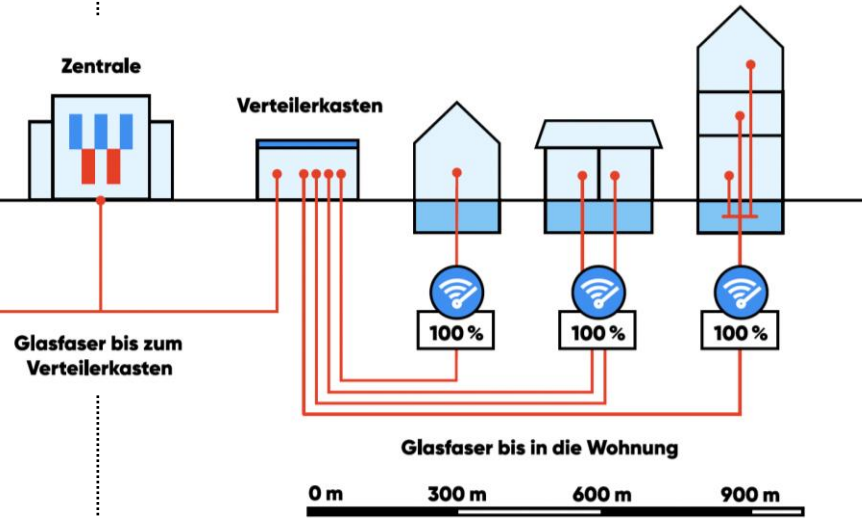 Zentrale
Verteilerkasten
100 %
100 %
100 %
Glasfaser bis zum
Verteilerkasten
Glasfaser bis in die Wohnung
0 m
300 m
600 m
900 m